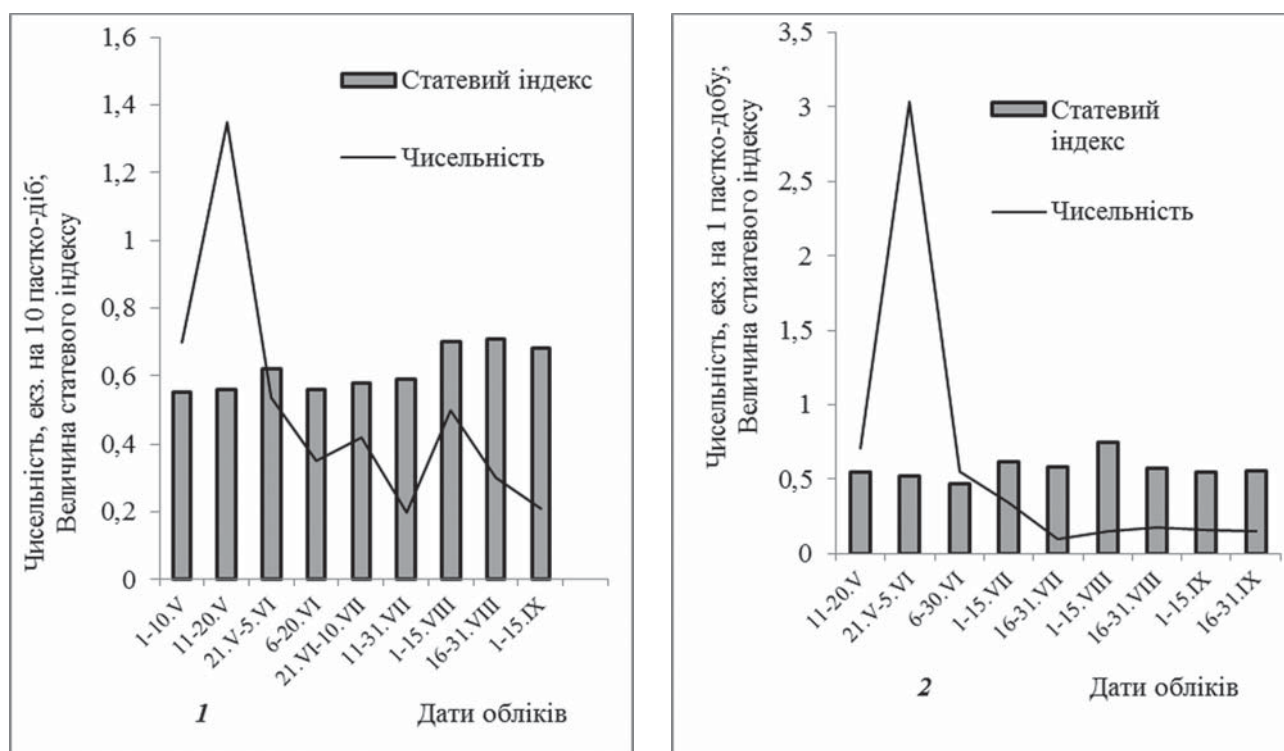 Чисельність, екз. на 10 пастко-діб;
Величина статевого індексу
1,6
1,4
1,2
1
0,8
0,6
0,4
0,2
0
Статевий індекс
Чисельність
1-10.V
11-20.V
21.V-5.VI
6-20.VI
21.VI-10.VII
11-31.VII
1-15.VIII
16-31.VIII
1-15.IX
1
Дати обліків
Чисельність, екз. на 1 пастко-добу;
Величина стиатевого індексу
3,5
3
2,5
2
1,5
1
0,5
0
Статевий
індекс
Чисельність
11-20.V
21.V-5.VI
6-30.VI
1-15.VII
16-31.VII
1-15.VIII
16-31.VIII
1-15.IX
16-31.IX
2
Дати обліків